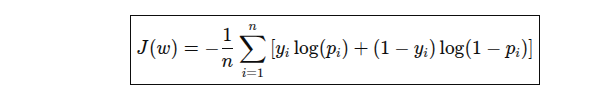 J(w) = -\frac{1}{n} \sum_{i=1}^{n} [y_i \log(p_i) + (1 - y_i) \log(1 - p_i)]